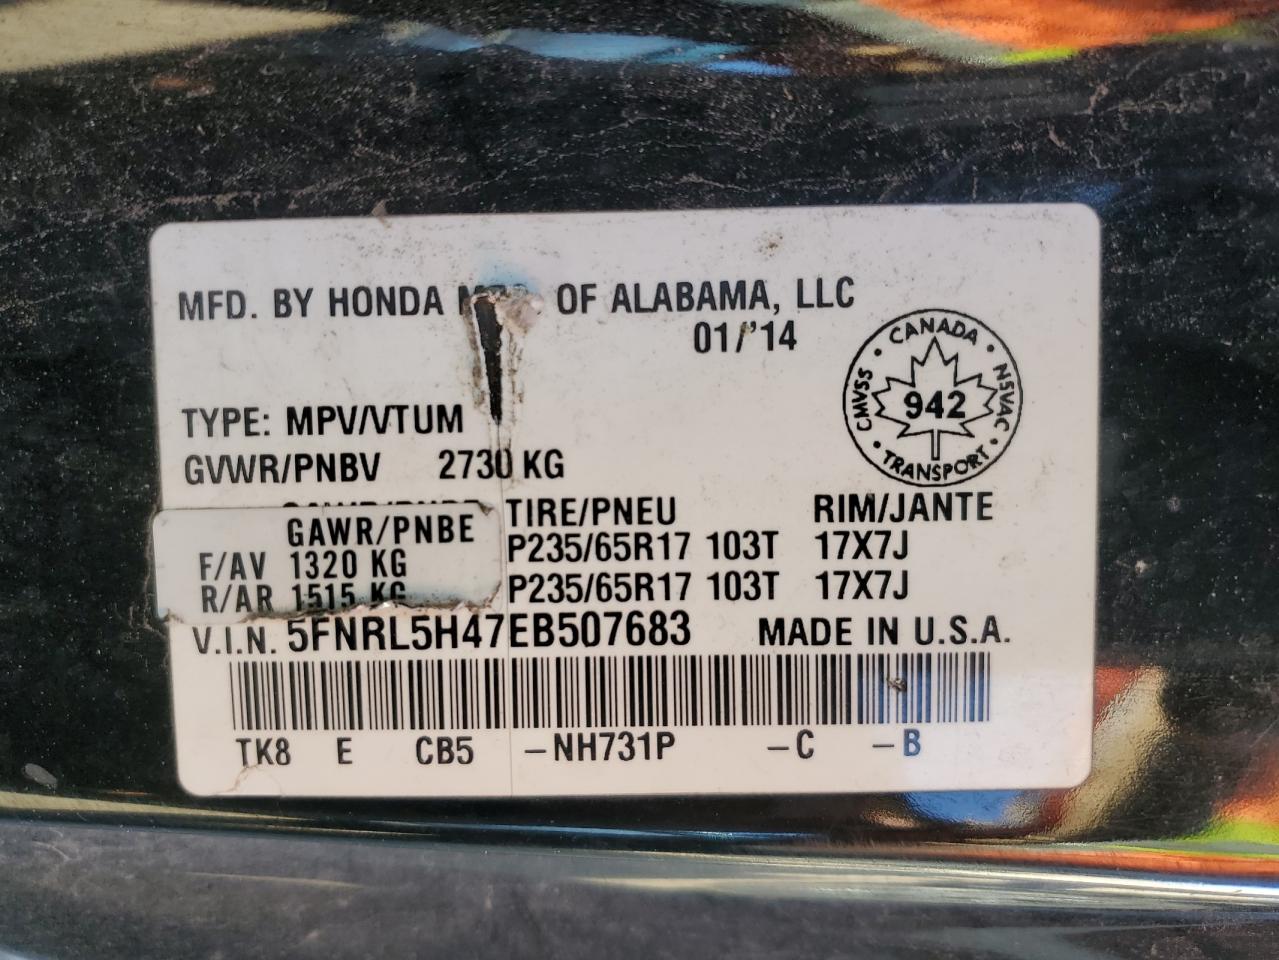 MFD. BY HONDA OF ALABAMA, LLC
01/'14
CANADA
CMVSS
NSVAC
942
TRANSPORT
TYPE: MPV/VTUM
GVWR/PNBV 2730 KG
GAWR/PNBE TIRE/PNEU RIM/JANTE
F/AV 1320 KG P235/65R17 103T 17X7J
R/AR 1515 KG P235/65R17 103T 17X7J
V.I.N. 5FNRL5H47EB507683 MADE IN U.S.A.
TK8 E CB5 -NH731P -C -B